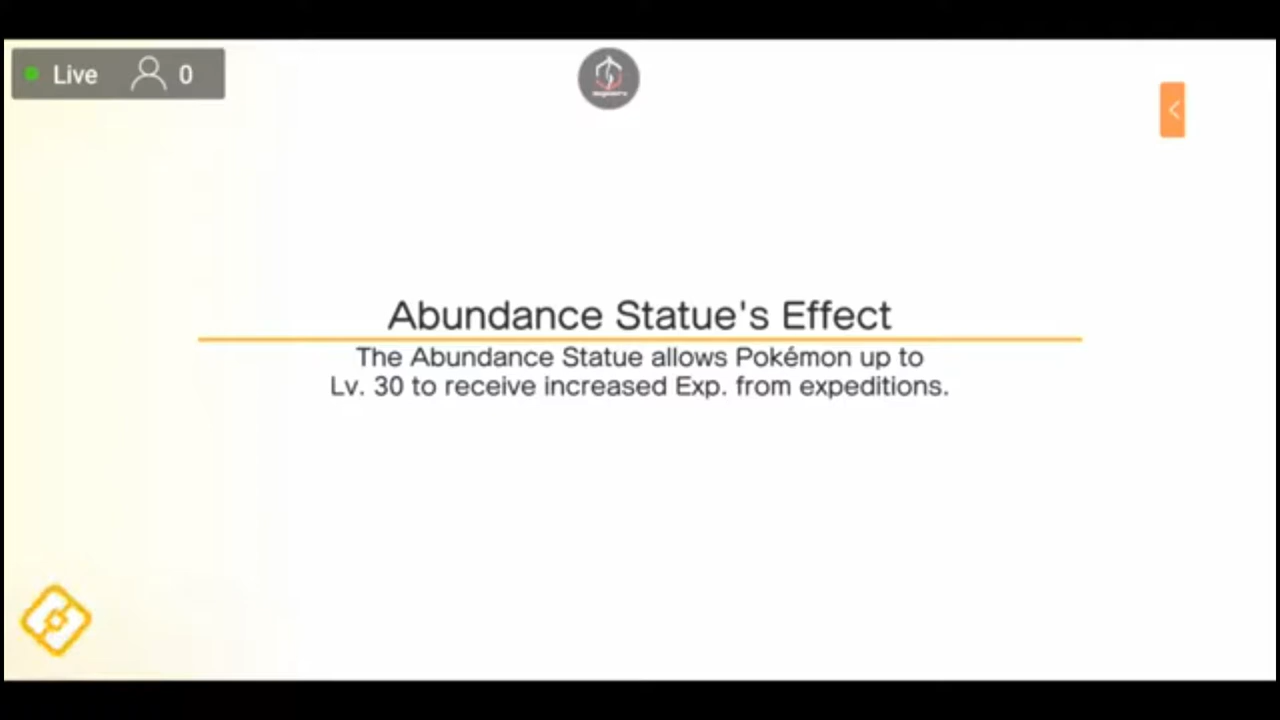 Live 0
Abundance Statue's Effect
The Abundance Statue allows Pokémon up to
Lv. 30 to receive increased Exp. from expeditions.